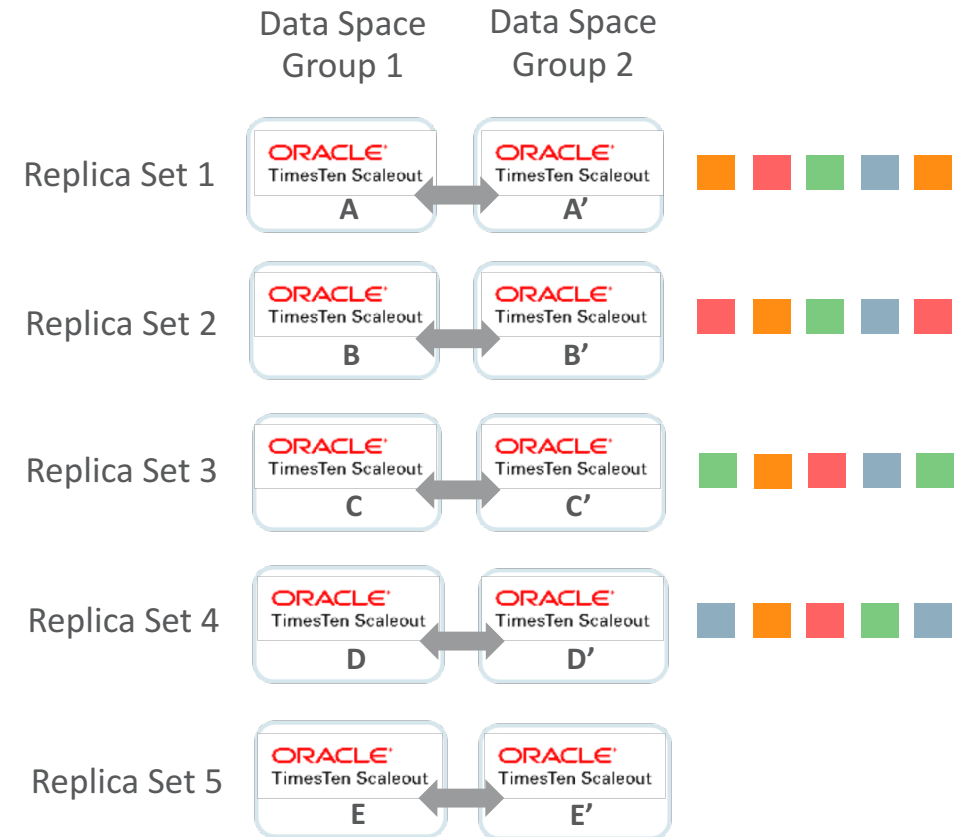 Data Space
Group 1
Data Space
Group 2
Replica Set 1
ORACLE'
TimesTen Scaleout
A
ORACLE'
TimesTen Scaleout
A’
Replica Set 2
ORACLE'
TimesTen Scaleout
B
ORACLE'
TimesTen Scaleout
B’
Replica Set 3
ORACLE'
TimesTen Scaleout
C
ORACLE'
TimesTen Scaleout
C’
Replica Set 4
ORACLE'
TimesTen Scaleout
D
ORACLE'
TimesTen Scaleout
D’
Replica Set 5
ORACLE'
TimesTen Scaleout
E
ORACLE'
TimesTen Scaleout
E’